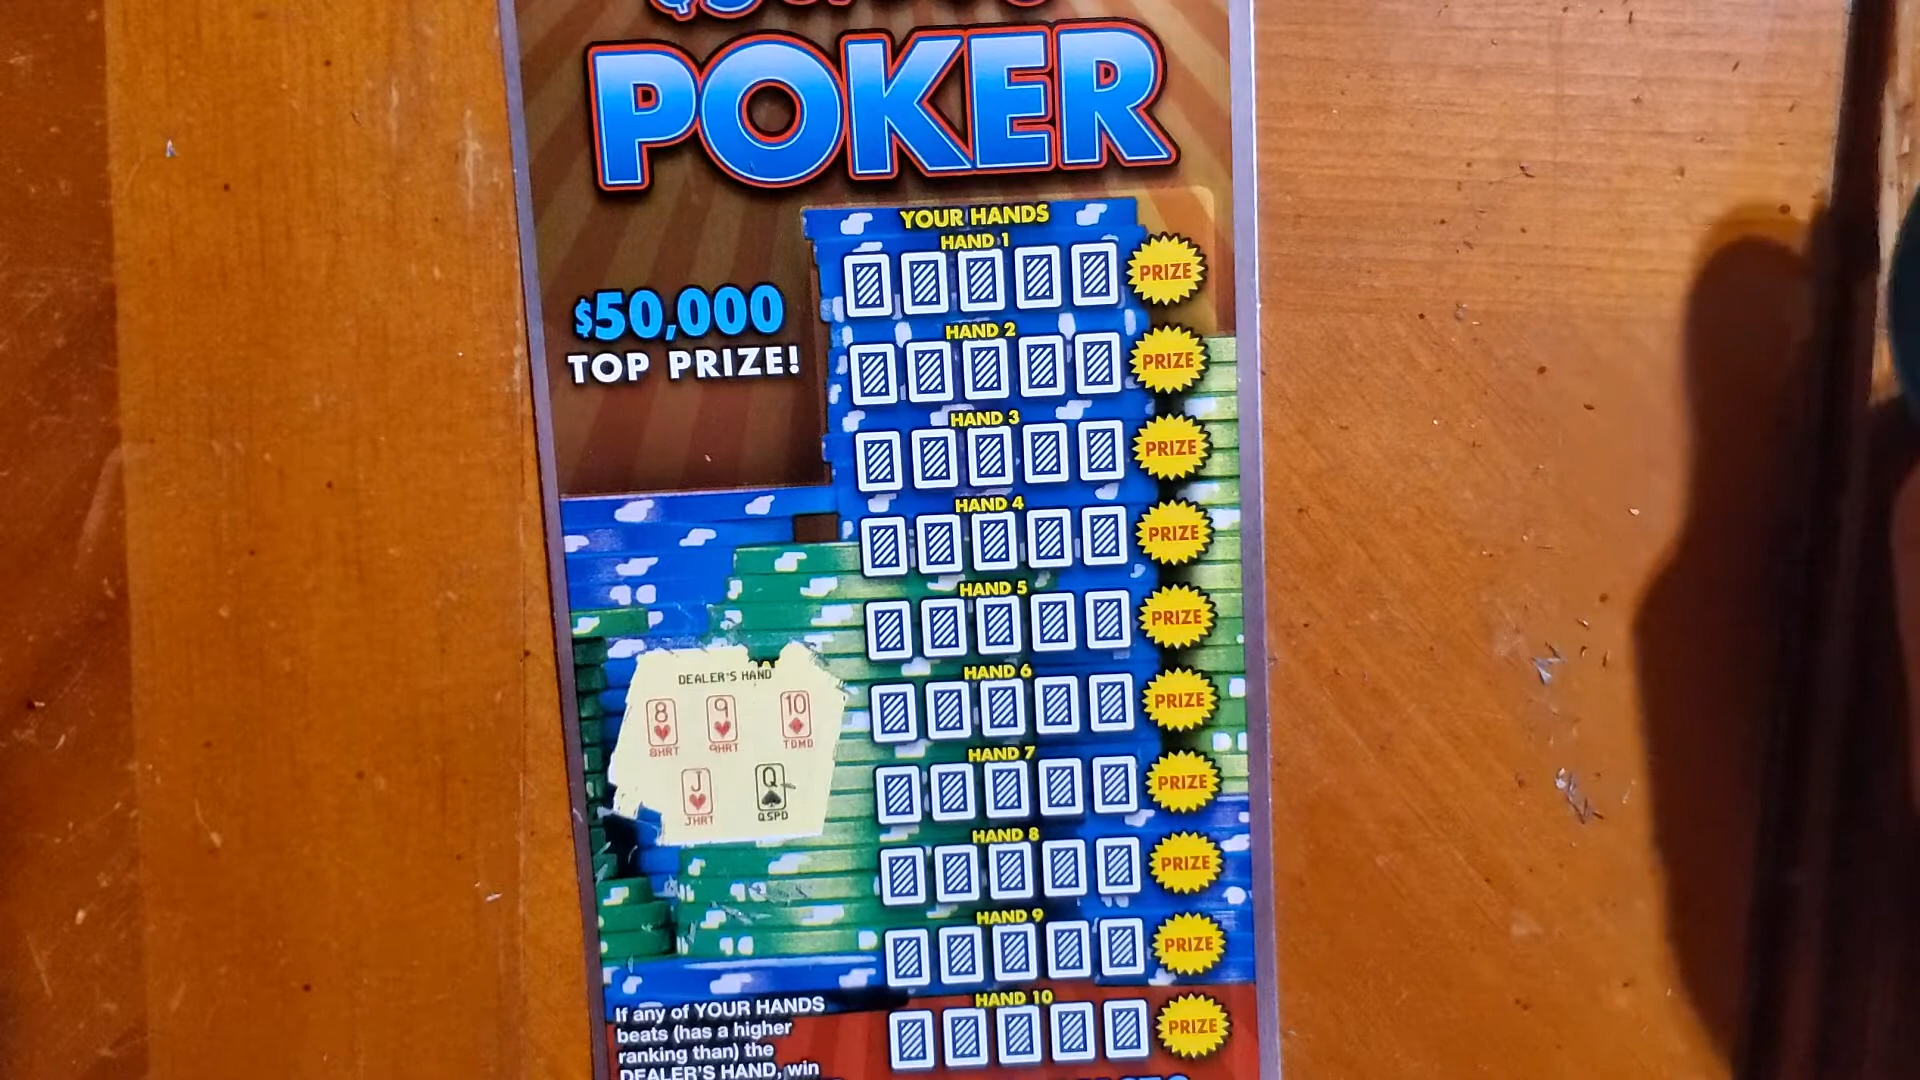 POKER
YOUR HANDS
HAND 1
PRIZE
$50,000
TOP PRIZE!
HAND 2
PRIZE
HAND 3
PRIZE
HAND 4
PRIZE
HAND 5
PRIZE
HAND 6
PRIZE
DEALER'S HAND
8 9 10
8HRT 9HRT TDMD
J Q
JHRT QSPD
HAND 7
PRIZE
HAND 8
PRIZE
HAND 9
PRIZE
HAND 10
PRIZE
If any of YOUR HANDS
beats (has a higher
ranking than) the
DEALER'S HAND, win